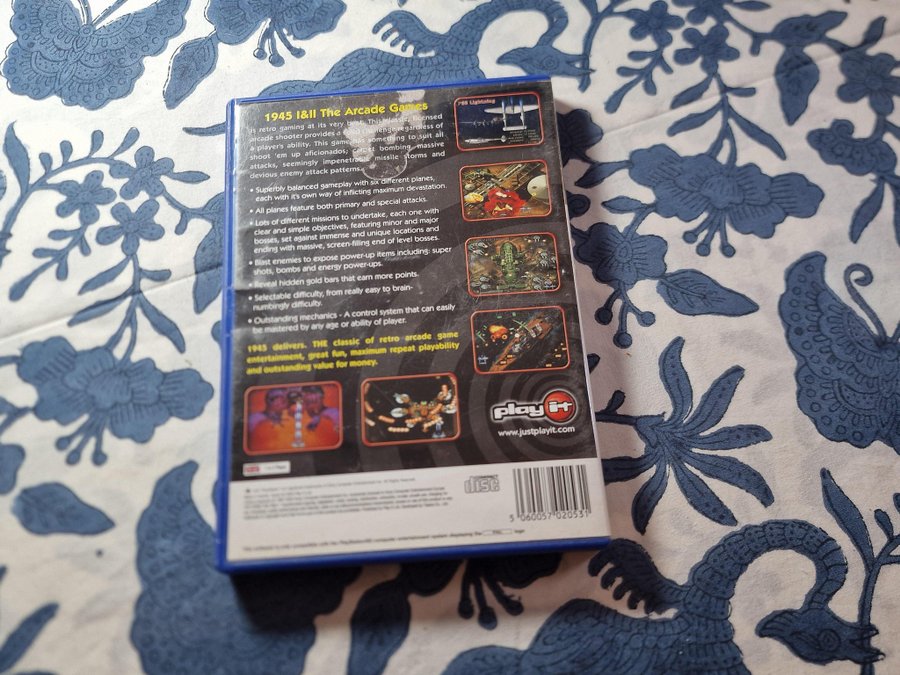 1945 I&II The Arcade Games
is retro gaming at its very best. This classic, licensed
arcade shooter provides a solid challenge regardless of
a player's ability. This game has something to suit all
shoot 'em up aficionados; bombing, massive
attacks, seemingly impenetrable missile storms and
devious enemy attack patterns.
• Superbly balanced gameplay with six different planes,
each with it's own way of inflicting maximum devastation.
• All planes feature both primary and special attacks.
• Lots of different missions to undertake, each one with
clear and simple objectives, featuring minor and major
bosses, set against immense and unique locations and
ending with massive, screen-filling end of level bosses.
• Blast enemies to expose power-up items including: super
shots, bombs and energy power-ups.
• Reveal hidden gold bars that earn more points.
• Selectable difficulty, from really easy to brain-
numbingly difficulty.
• Outstanding mechanics - A control system that can easily
be mastered by any age or ability of player.
1945 delivers. THE classic of retro arcade game
entertainment, great fun, maximum repeat playability
and outstanding value for money.
P38 Lightning
play it
www.justplayit.com
disc
5 060057 020531